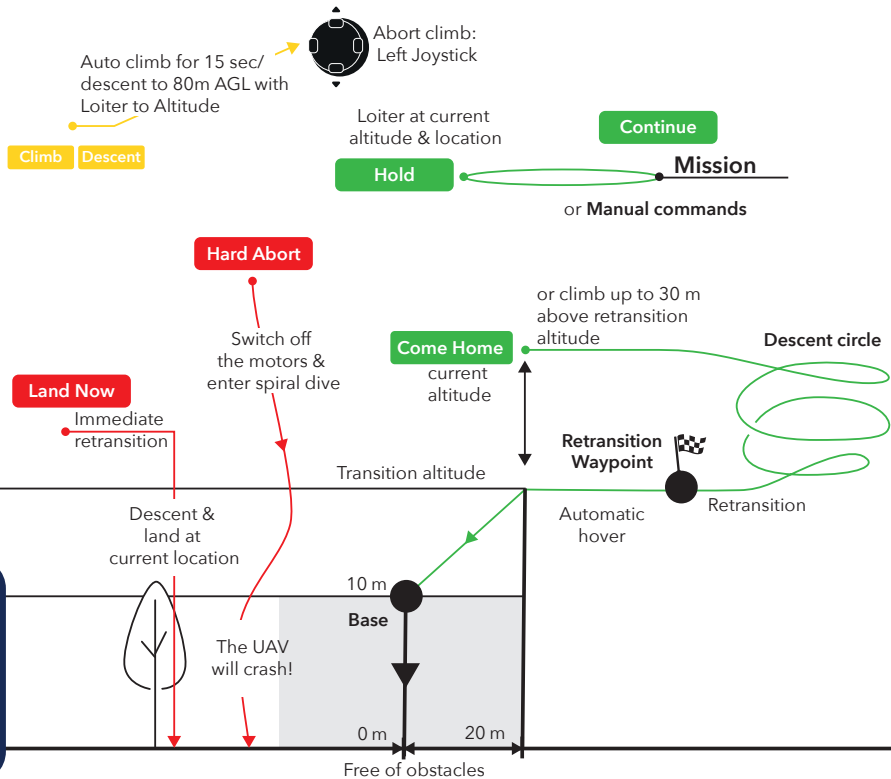 Abort climb:
Left Joystick
Auto climb for 15 sec/
descent to 80m AGL with
Loiter to Altitude
Climb
Descent
Loiter at current
altitude & location
Continue
Hold
Mission
or Manual commands
Hard Abort
Switch off
the motors &
enter spiral dive
or climb up to 30 m
above retransition
altitude
Come Home
current
altitude
Descent circle
Land Now
Immediate
retransition
Retransition
Waypoint
Transition altitude
Automatic
hover
Retransition
Descent &
land at
current location
10 m
Base
The UAV
will crash!
0 m
20 m
Free of obstacles